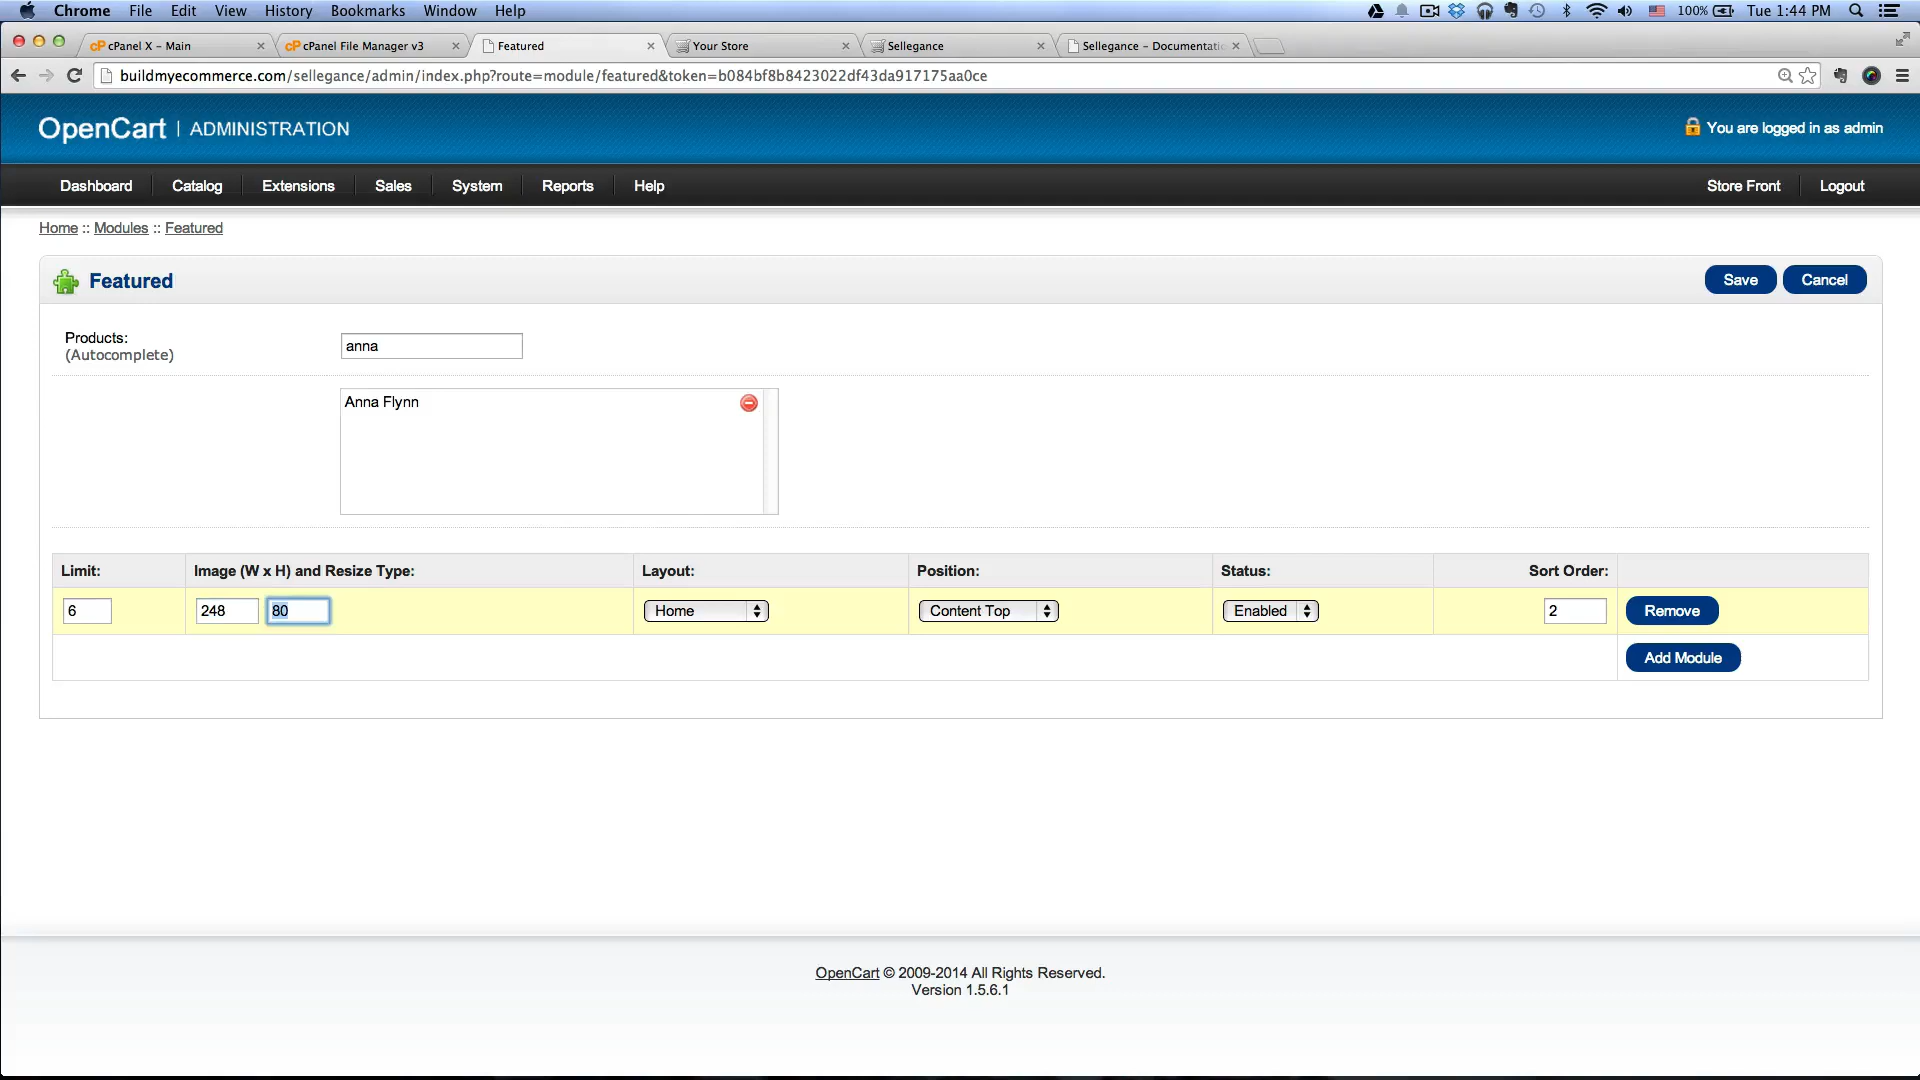 Chrome File Edit View History Bookmarks Window Help 100% Tue 1:44 PM
cP cPanel X - Main cP cPanel File Manager v3 Featured Your Store Sellegance Sellegance - Documentatic
buildmyecommerce.com/sellegance/admin/index.php?route=module/featured&token=b084bf8b8423022df43da917175aa0ce
OpenCart | ADMINISTRATION You are logged in as admin
Dashboard Catalog Extensions Sales System Reports Help Store Front Logout
Home :: Modules :: Featured
Featured Save Cancel
Products: anna
(Autocomplete)
Anna Flynn
Limit: Image (W x H) and Resize Type: Layout: Position: Status: Sort Order:
6 248 80 Home Content Top Enabled 2 Remove
Add Module
OpenCart © 2009-2014 All Rights Reserved.
Version 1.5.6.1